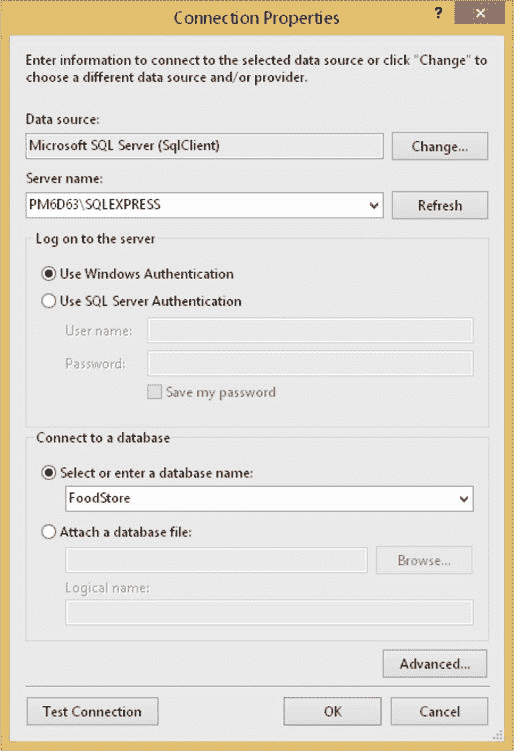 Connection Properties
?
Enter information to connect to the selected data source or click "Change" to
choose a different data source and/or provider.
Data source:
Microsoft SQL Server (SqlClient)
Change...
Server name:
PM6D63\SQLEXPRESS
Refresh
Log on to the server
Use Windows Authentication
Use SQL Server Authentication
User name:
Password:
Save my password
Connect to a database
Select or enter a database name:
FoodStore
Attach a database file:
Browse...
Logical name:
Advanced...
Test Connection
OK
Cancel